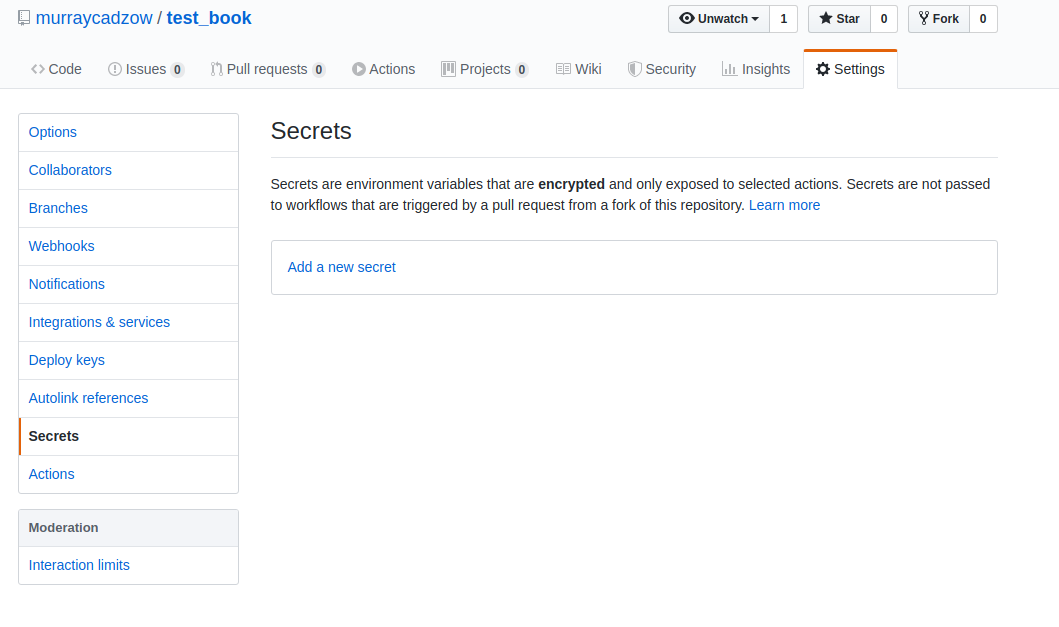 murraycadzow / test_book
Unwatch 1 Star 0 Fork 0
Code Issues 0 Pull requests 0 Actions Projects 0 Wiki Security Insights Settings
Options
Collaborators
Branches
Webhooks
Notifications
Integrations & services
Deploy keys
Autolink references
Secrets
Actions
Moderation
Interaction limits
Secrets
Secrets are environment variables that are encrypted and only exposed to selected actions. Secrets are not passed
to workflows that are triggered by a pull request from a fork of this repository. Learn more
Add a new secret